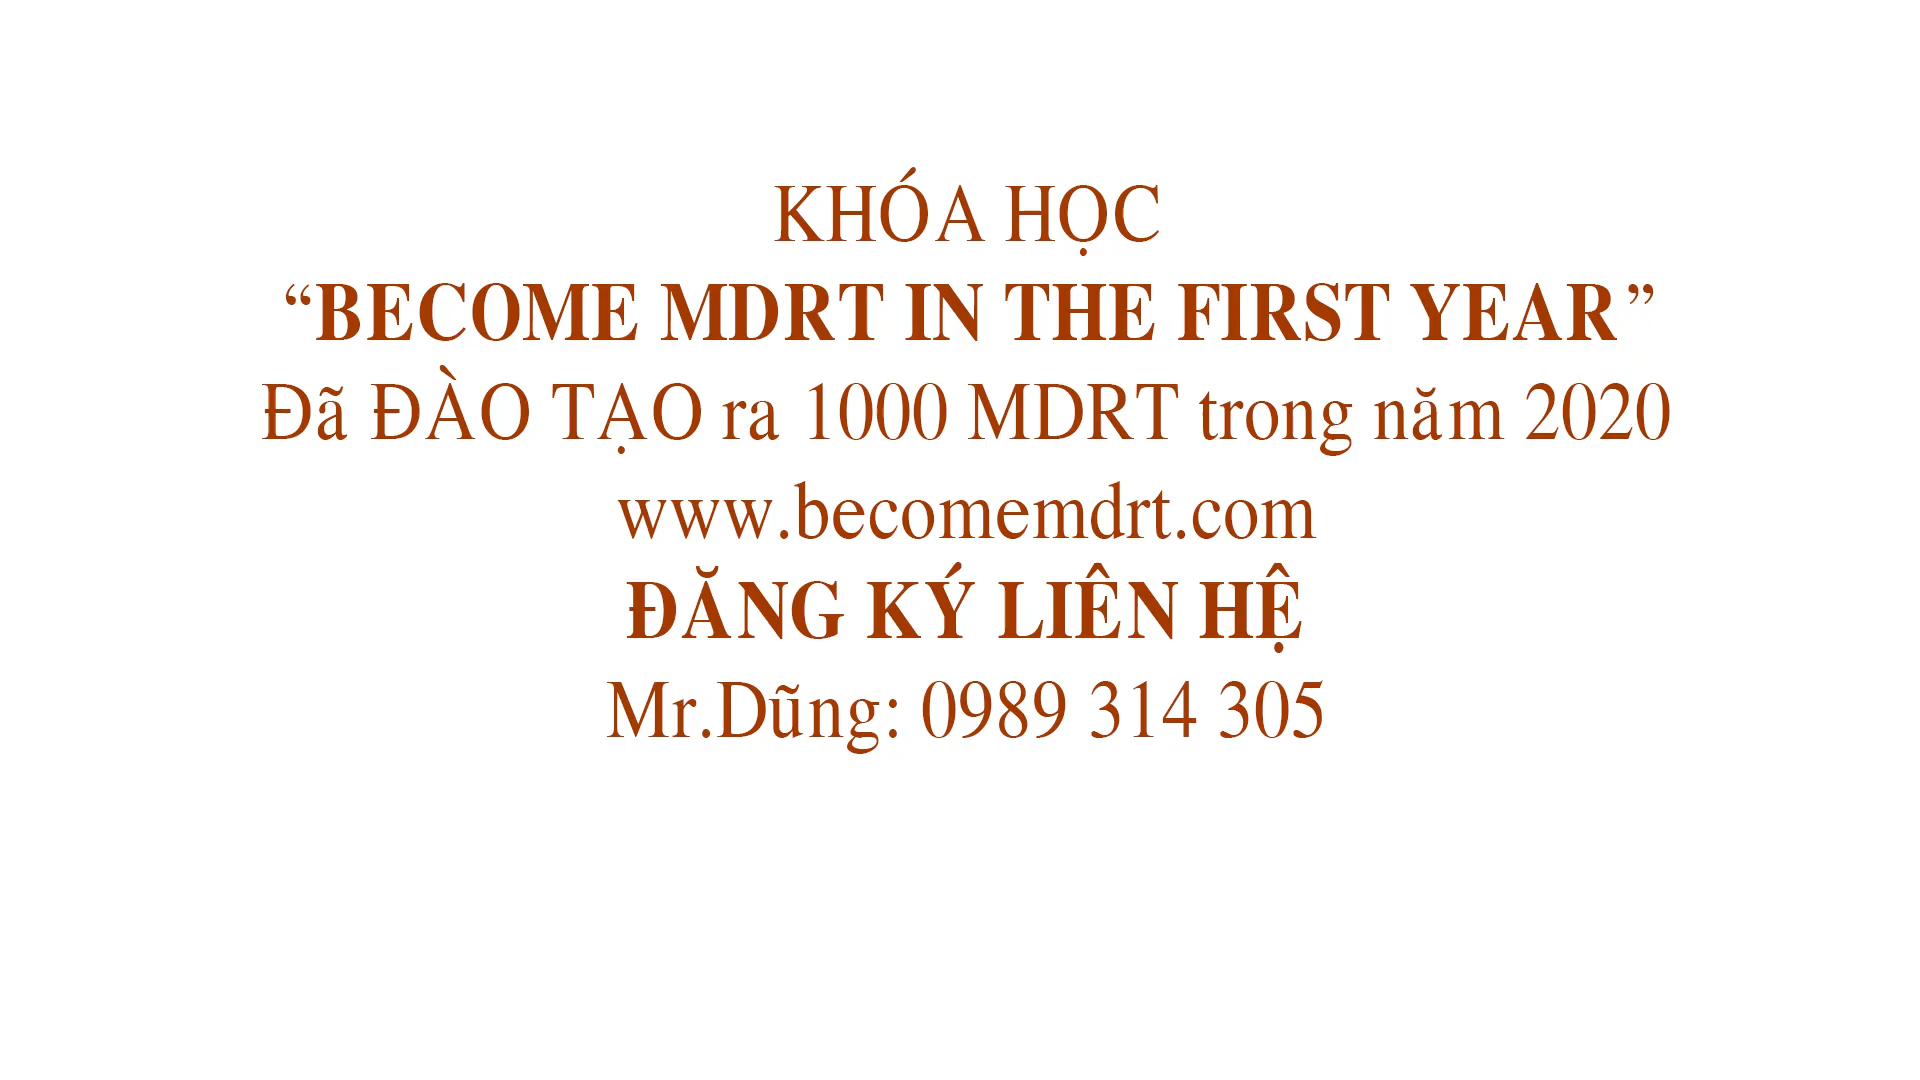 KHÓA HỌC
“BECOME MDRT IN THE FIRST YEAR”
Đã ĐÀO TẠO ra 1000 MDRT trong năm 2020
www.becomemdrt.com
ĐĂNG KÝ LIÊN HỆ
Mr.Dũng: 0989 314 305